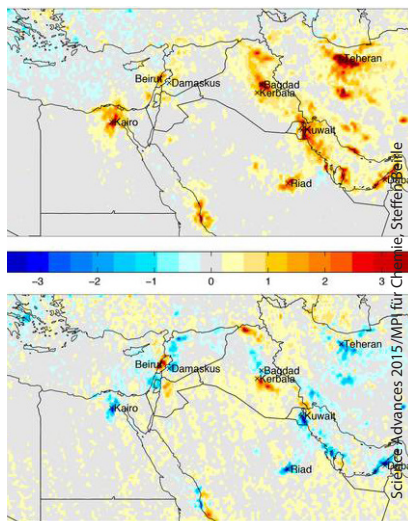 Teheran
Beirut
Damaskus
Bagdad
Kerbala
Kairo
Kuwait
Riad
Duba
−3 −2 −1 0 1 2 3
Teheran
Beirut
Damaskus
Bagdad
Kerbala
Kairo
Kuwait
Riad
Science Advances 2015/MPI für Chemie, Steffen Beirle